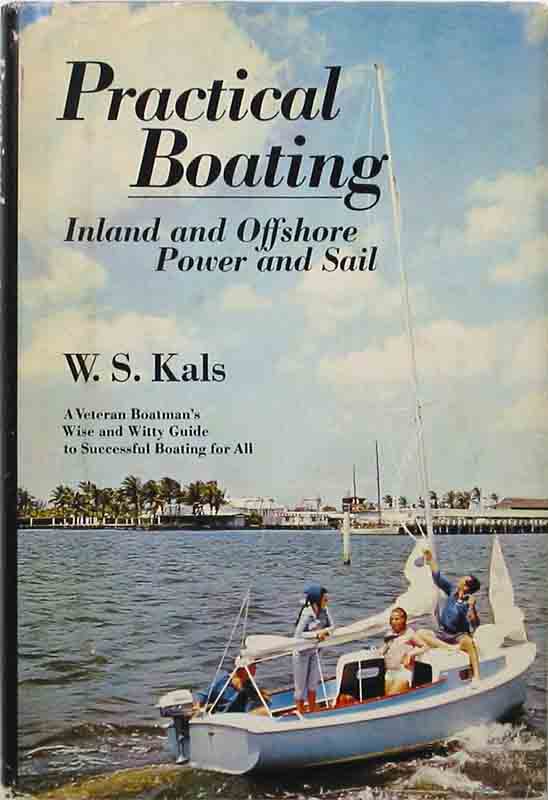 Practical
Boating
Inland and Offshore
Power and Sail
W. S. Kals
A Veteran Boatman's
Wise and Witty Guide
to Successful Boating for All